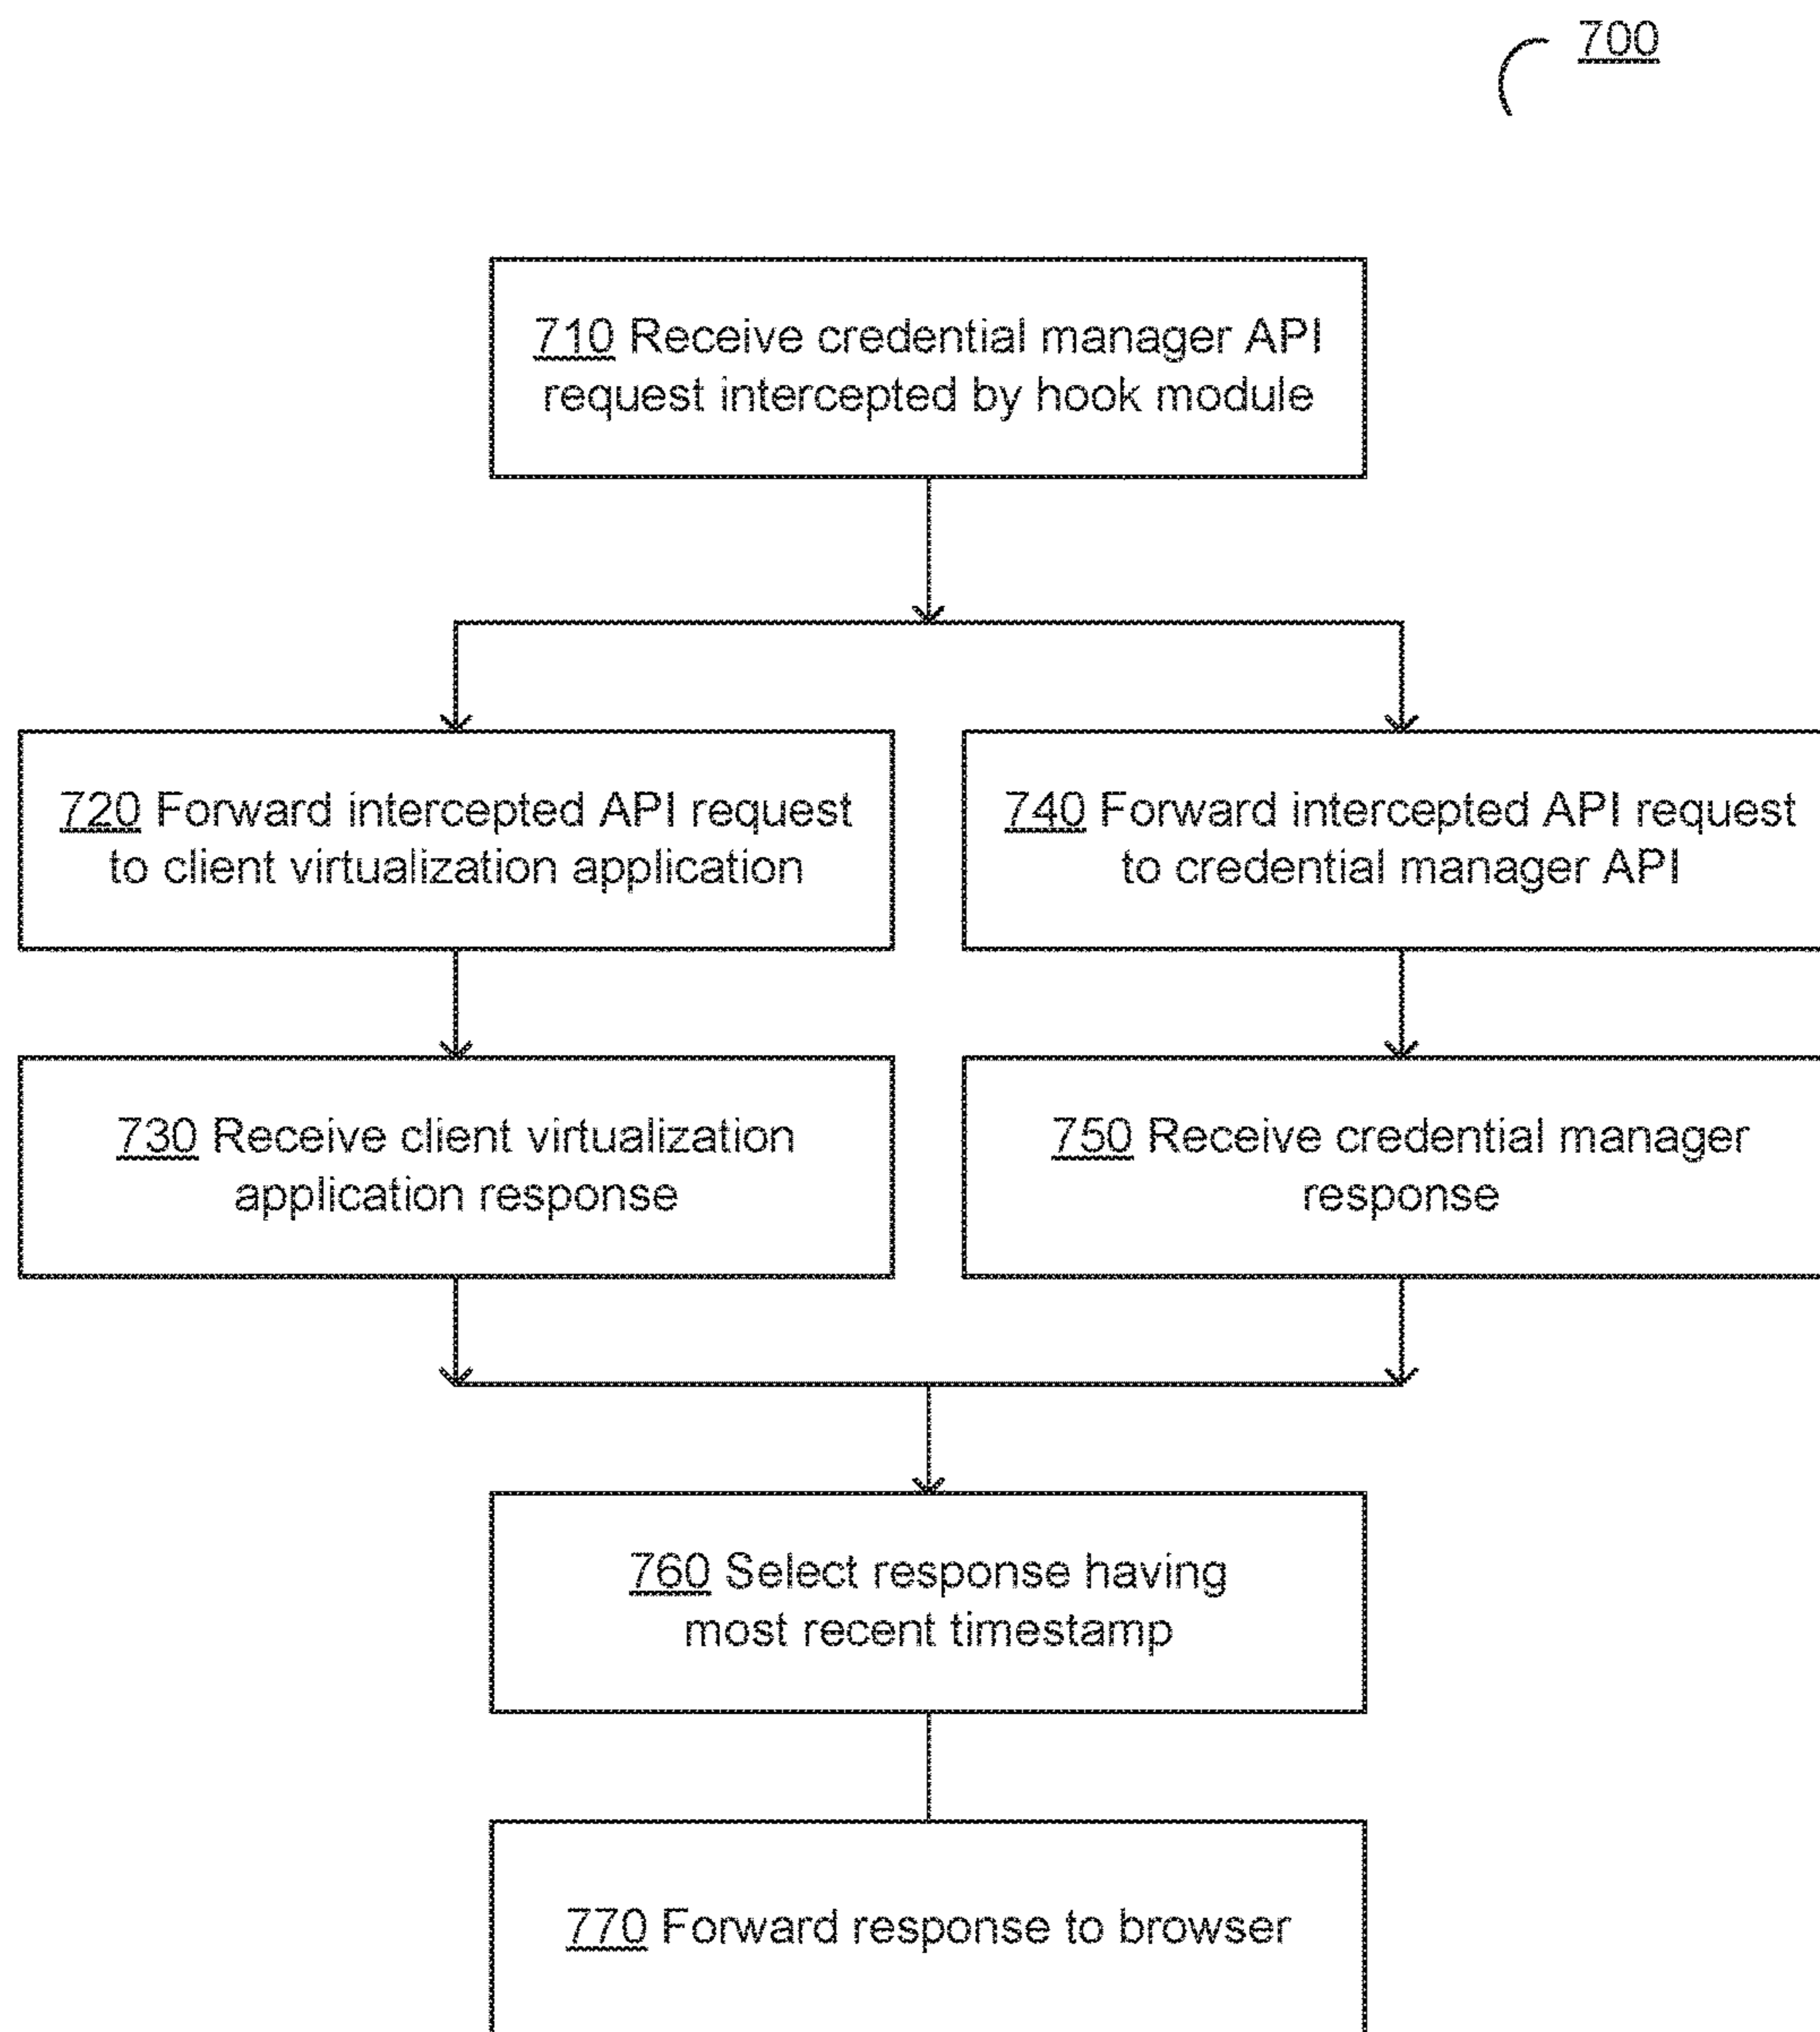 700
710 Receive credential manager API
request intercepted by hook module
720 Forward intercepted API request
to client virtualization application
740 Forward intercepted API request
to credential manager API
730 Receive client virtualization
application response
750 Receive credential manager
response
760 Select response having
most recent timestamp
770 Forward response to browser